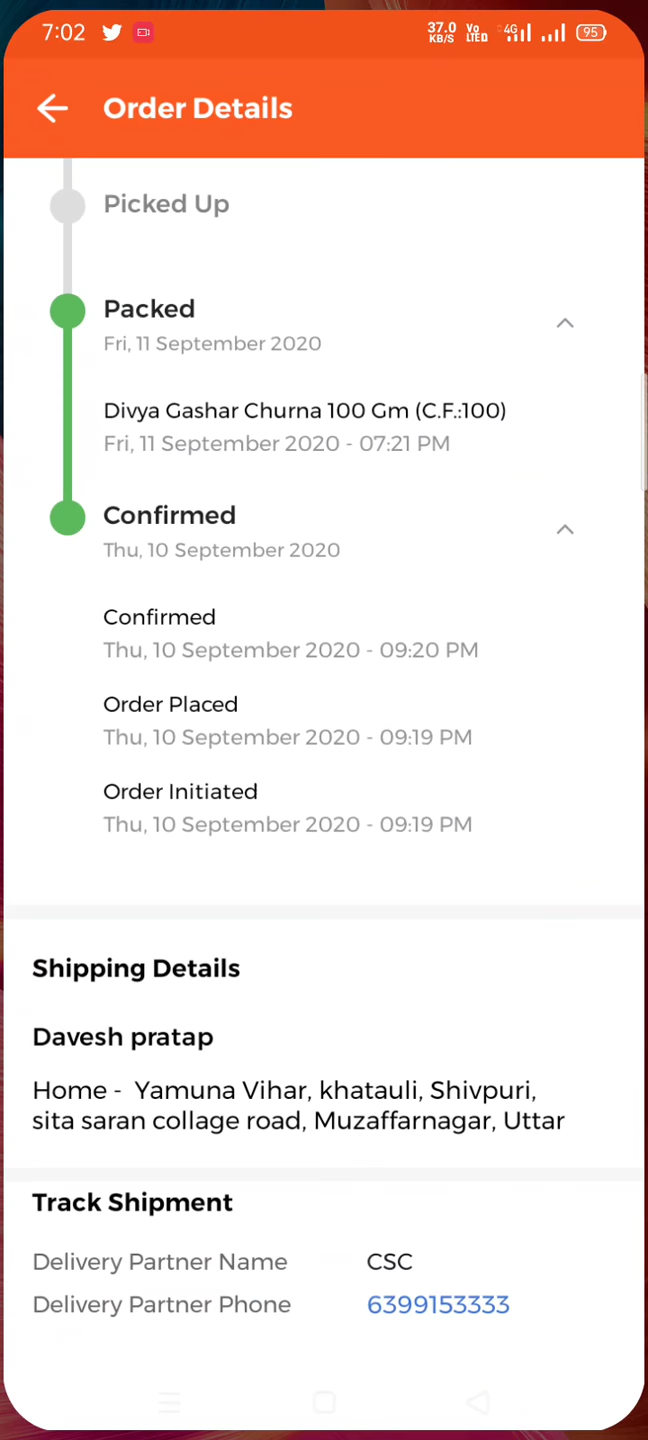 7:02
37.0 KB/S Vo LTED 4G 95
Order Details
Picked Up
Packed
Fri, 11 September 2020
Divya Gashar Churna 100 Gm (C.F.:100)
Fri, 11 September 2020 - 07:21 PM
Confirmed
Thu, 10 September 2020
Confirmed
Thu, 10 September 2020 - 09:20 PM
Order Placed
Thu, 10 September 2020 - 09:19 PM
Order Initiated
Thu, 10 September 2020 - 09:19 PM
Shipping Details
Davesh pratap
Home - Yamuna Vihar, khatauli, Shivpuri,
sita saran collage road, Muzaffarnagar, Uttar
Track Shipment
Delivery Partner Name CSC
Delivery Partner Phone 6399153333